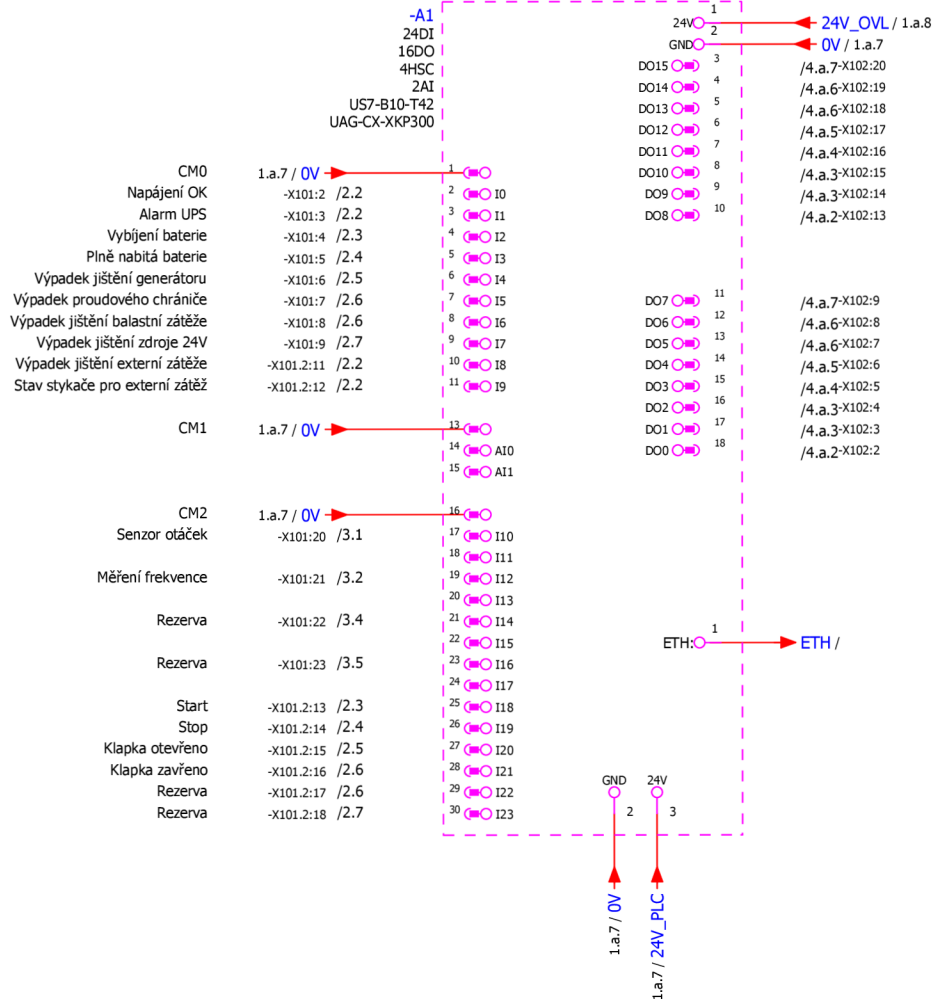 -A1
24DI
16DO
4HSC
2AI
US7-B10-T42
UAG-CX-XKP300
1
24V 24V_OVL / 1.a.8
2
GND 0V / 1.a.7
DO15 3 /4.a.7-X102:20
DO14 4 /4.a.6-X102:19
DO13 5 /4.a.6-X102:18
DO12 6 /4.a.5-X102:17
DO11 7 /4.a.4-X102:16
DO10 8 /4.a.3-X102:15
DO9 9 /4.a.3-X102:14
DO8 10 /4.a.2-X102:13
CM0 1.a.7 / 0V 1
Napájení OK -X101:2 /2.2 2 I0
Alarm UPS -X101:3 /2.2 3 I1
Vybíjení baterie -X101:4 /2.3 4 I2
Plně nabitá baterie -X101:5 /2.4 5 I3
Výpadek jištění generátoru -X101:6 /2.5 6 I4
Výpadek proudového chrániče -X101:7 /2.6 7 I5
Výpadek jištění balastní zátěže -X101:8 /2.6 8 I6
Výpadek jištění zdroje 24V -X101:9 /2.7 9 I7
Výpadek jištění externí zátěže -X101.2:11 /2.2 10 I8
Stav stykače pro externí zátěž -X101.2:12 /2.2 11 I9
DO7 11 /4.a.7-X102:9
DO6 12 /4.a.6-X102:8
DO5 13 /4.a.6-X102:7
DO4 14 /4.a.5-X102:6
DO3 15 /4.a.4-X102:5
DO2 16 /4.a.3-X102:4
DO1 17 /4.a.3-X102:3
DO0 18 /4.a.2-X102:2
CM1 1.a.7 / 0V 13
14 AI0
15 AI1
CM2 1.a.7 / 0V 16
Senzor otáček -X101:20 /3.1 17 I10
18 I11
Měření frekvence -X101:21 /3.2 19 I12
20 I13
Rezerva -X101:22 /3.4 21 I14
22 I15
Rezerva -X101:23 /3.5 23 I16
24 I17
Start -X101.2:13 /2.3 25 I18
Stop -X101.2:14 /2.4 26 I19
Klapka otevřeno -X101.2:15 /2.5 27 I20
Klapka zavřeno -X101.2:16 /2.6 28 I21
Rezerva -X101.2:17 /2.6 29 I22
Rezerva -X101.2:18 /2.7 30 I23
ETH: 1 ETH /
GND 24V
2 3
1.a.7 / 0V
1.a.7 / 24V_PLC